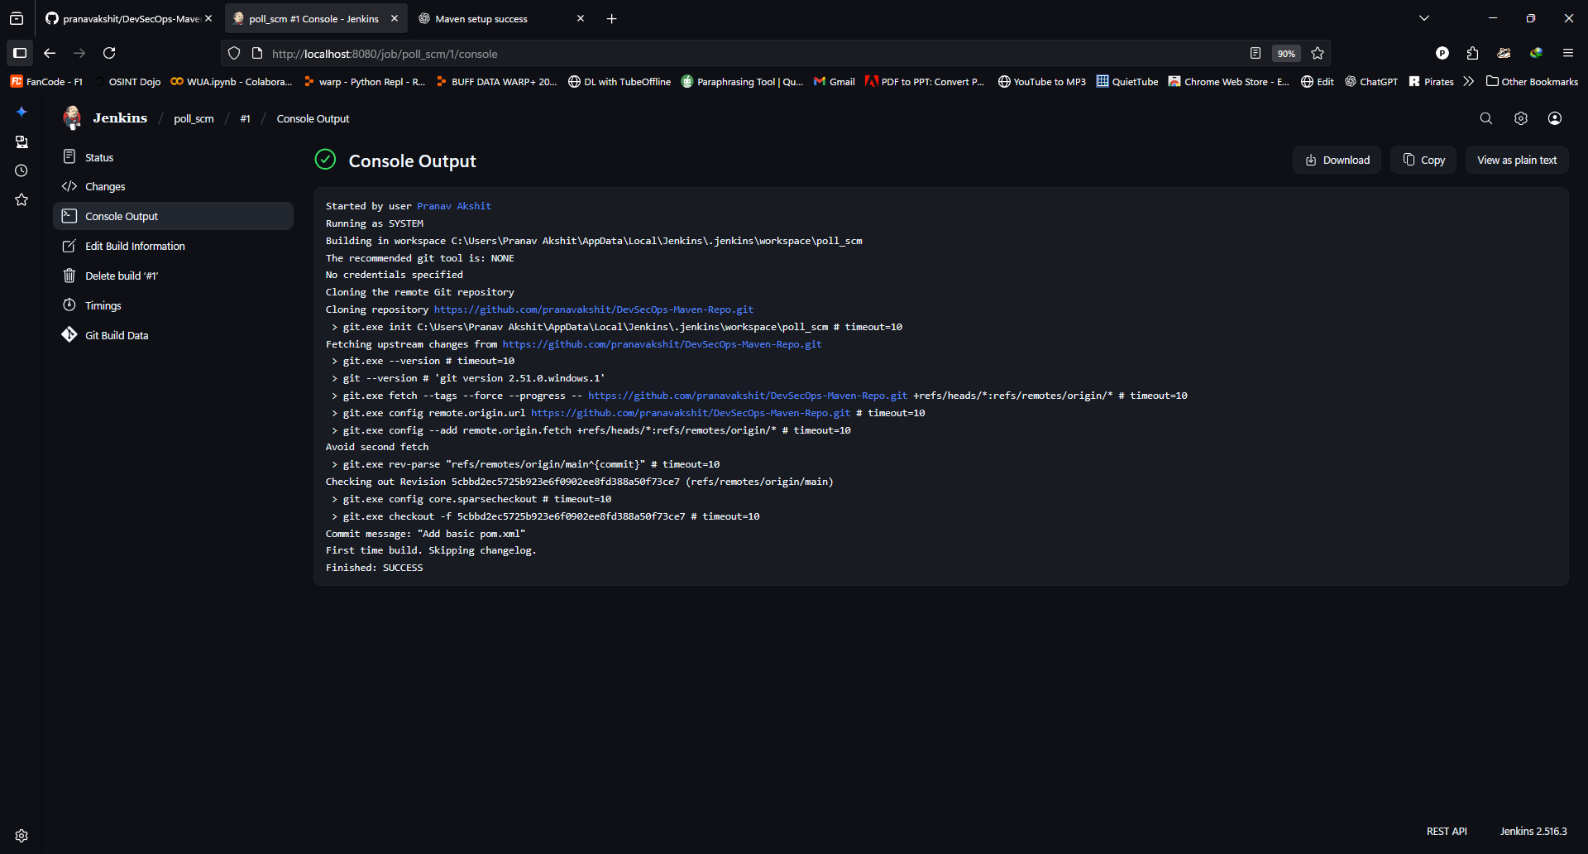 pranavakshit/DevSecOps-Mave
poll_scm #1 Console - Jenkins
Maven setup success
http://localhost:8080/job/poll_scm/1/console
90%
FanCode - F1
OSINT Dojo
WUA.ipynb - Colabora...
warp - Python Repl - R...
BUFF DATA WARP+ 20...
DL with TubeOffline
Paraphrasing Tool | Qu...
Gmail
PDF to PPT: Convert P...
YouTube to MP3
QuietTube
Chrome Web Store - E...
Edit
ChatGPT
Pirates
Other Bookmarks
Jenkins / poll_scm / #1 / Console Output
Status
Changes
Console Output
Edit Build Information
Delete build ‘#1’
Timings
Git Build Data
Console Output
Download
Copy
View as plain text
Started by user Pranav Akshit
Running as SYSTEM
Building in workspace C:\Users\Pranav Akshit\AppData\Local\Jenkins\.jenkins\workspace\poll_scm
The recommended git tool is: NONE
No credentials specified
Cloning the remote Git repository
Cloning repository https://github.com/pranavakshit/DevSecOps-Maven-Repo.git
> git.exe init C:\Users\Pranav Akshit\AppData\Local\Jenkins\.jenkins\workspace\poll_scm # timeout=10
Fetching upstream changes from https://github.com/pranavakshit/DevSecOps-Maven-Repo.git
> git.exe --version # timeout=10
> git --version # 'git version 2.51.0.windows.1'
> git.exe fetch --tags --force --progress -- https://github.com/pranavakshit/DevSecOps-Maven-Repo.git +refs/heads/*:refs/remotes/origin/* # timeout=10
> git.exe config remote.origin.url https://github.com/pranavakshit/DevSecOps-Maven-Repo.git # timeout=10
> git.exe config --add remote.origin.fetch +refs/heads/*:refs/remotes/origin/* # timeout=10
Avoid second fetch
> git.exe rev-parse "refs/remotes/origin/main^{commit}" # timeout=10
Checking out Revision 5cbbd2ec5725b923e6f0902ee8fd388a50f73ce7 (refs/remotes/origin/main)
> git.exe config core.sparsecheckout # timeout=10
> git.exe checkout -f 5cbbd2ec5725b923e6f0902ee8fd388a50f73ce7 # timeout=10
Commit message: "Add basic pom.xml"
First time build. Skipping changelog.
Finished: SUCCESS
REST API
Jenkins 2.516.3